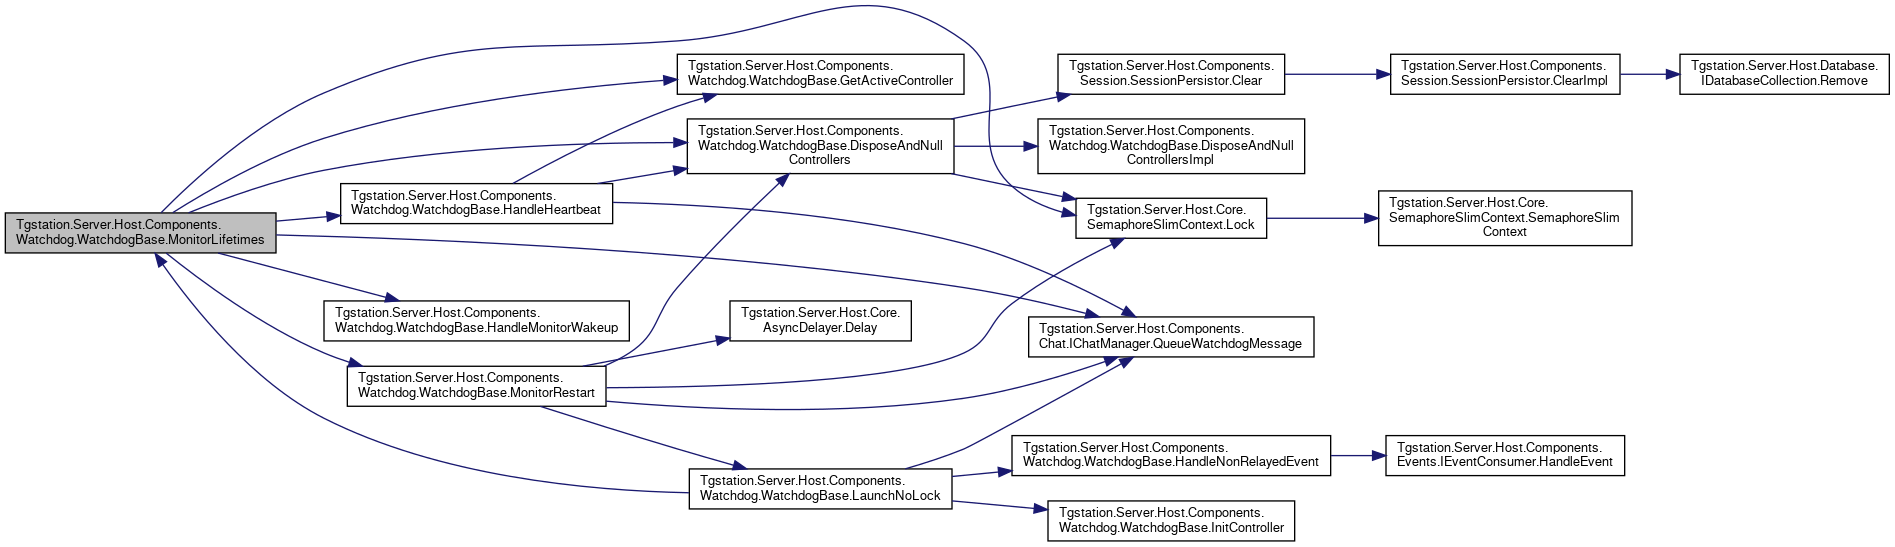 Tgstation.Server.Host.Components.
Watchdog.WatchdogBase.MonitorLifetimes
Tgstation.Server.Host.Components.
Watchdog.WatchdogBase.HandleHeartbeat
Tgstation.Server.Host.Components.
Watchdog.WatchdogBase.HandleMonitorWakeup
Tgstation.Server.Host.Components.
Watchdog.WatchdogBase.MonitorRestart
Tgstation.Server.Host.Components.
Watchdog.WatchdogBase.GetActiveController
Tgstation.Server.Host.Components.
Watchdog.WatchdogBase.DisposeAndNull
Controllers
Tgstation.Server.Host.Core.
AsyncDelayer.Delay
Tgstation.Server.Host.Components.
Watchdog.WatchdogBase.LaunchNoLock
Tgstation.Server.Host.Components.
Session.SessionPersistor.Clear
Tgstation.Server.Host.Components.
Watchdog.WatchdogBase.DisposeAndNull
ControllersImpl
Tgstation.Server.Host.Core.
SemaphoreSlimContext.Lock
Tgstation.Server.Host.Components.
Chat.IChatManager.QueueWatchdogMessage
Tgstation.Server.Host.Components.
Watchdog.WatchdogBase.HandleNonRelayedEvent
Tgstation.Server.Host.Components.
Watchdog.WatchdogBase.InitController
Tgstation.Server.Host.Components.
Session.SessionPersistor.ClearImpl
Tgstation.Server.Host.Core.
SemaphoreSlimContext.SemaphoreSlim
Context
Tgstation.Server.Host.Components.
Events.IEventConsumer.HandleEvent
Tgstation.Server.Host.Database.
IDatabaseCollection.Remove